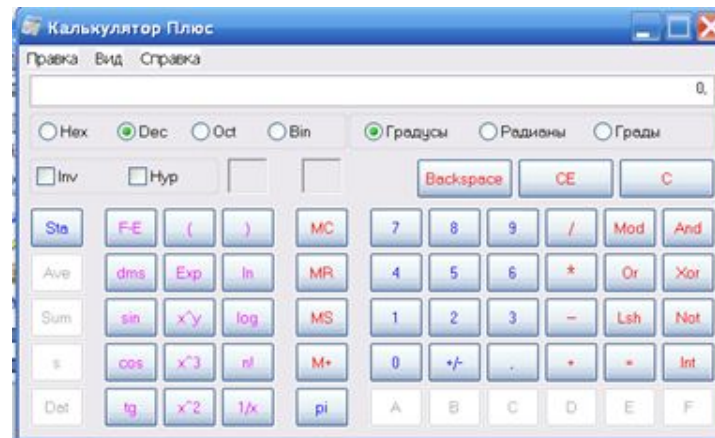 Калькулятор Плюс
Правка Вид Справка
0,
Hex Dec Oct Bin Градусы Радианы Грады
Inv Hyp Backspace CE C
Sta F-E ( ) MC 7 8 9 / Mod And
Ave dms Exp ln MR 4 5 6 * Or Xor
Sum sin x^y log MS 1 2 3 - Lsh Not
s cos x^3 n! M+ 0 +/- . + = Int
Dat tg x^2 1/x pi A B C D E F